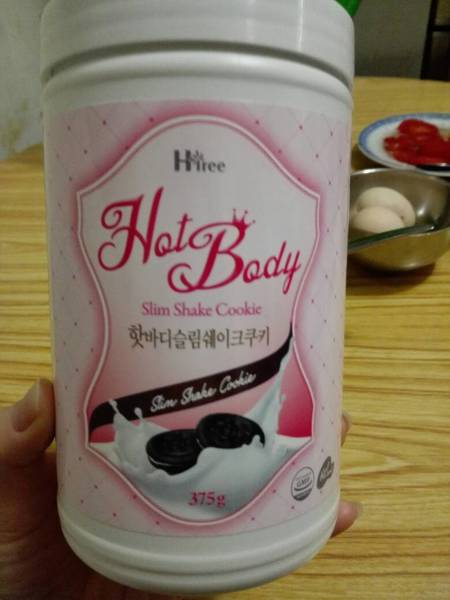 Hot
Body
Slim Shake Cookie
핫바디슬림쉐이크쿠키
Slim Shake Cookie
375g
GMP